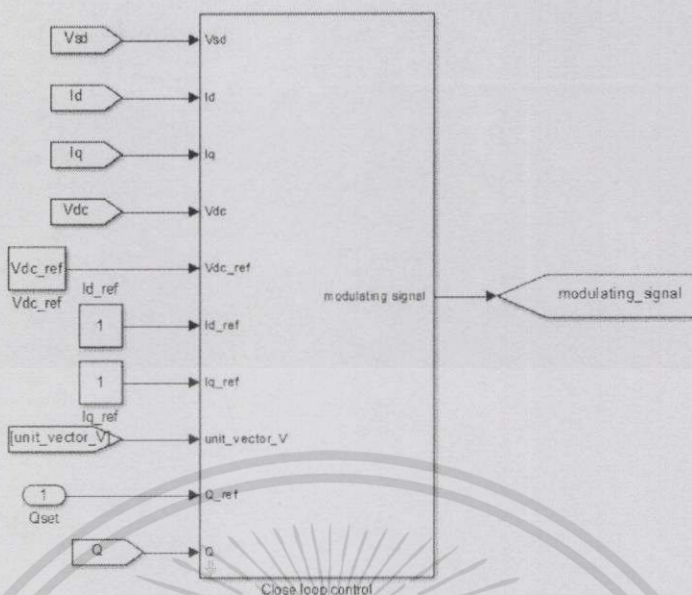 Vsd Vsd
Id Id
Iq Iq
Vdc Vdc
Vdc_ref Vdc_ref
Vdc_ref
Id_ref
modulating signal modulating_signal
1 Id_ref
1 Iq_ref
Iq_ref
[unit_vector_V] unit_vector_V
1 Q_ref
Qset
Q Q
Close loop control